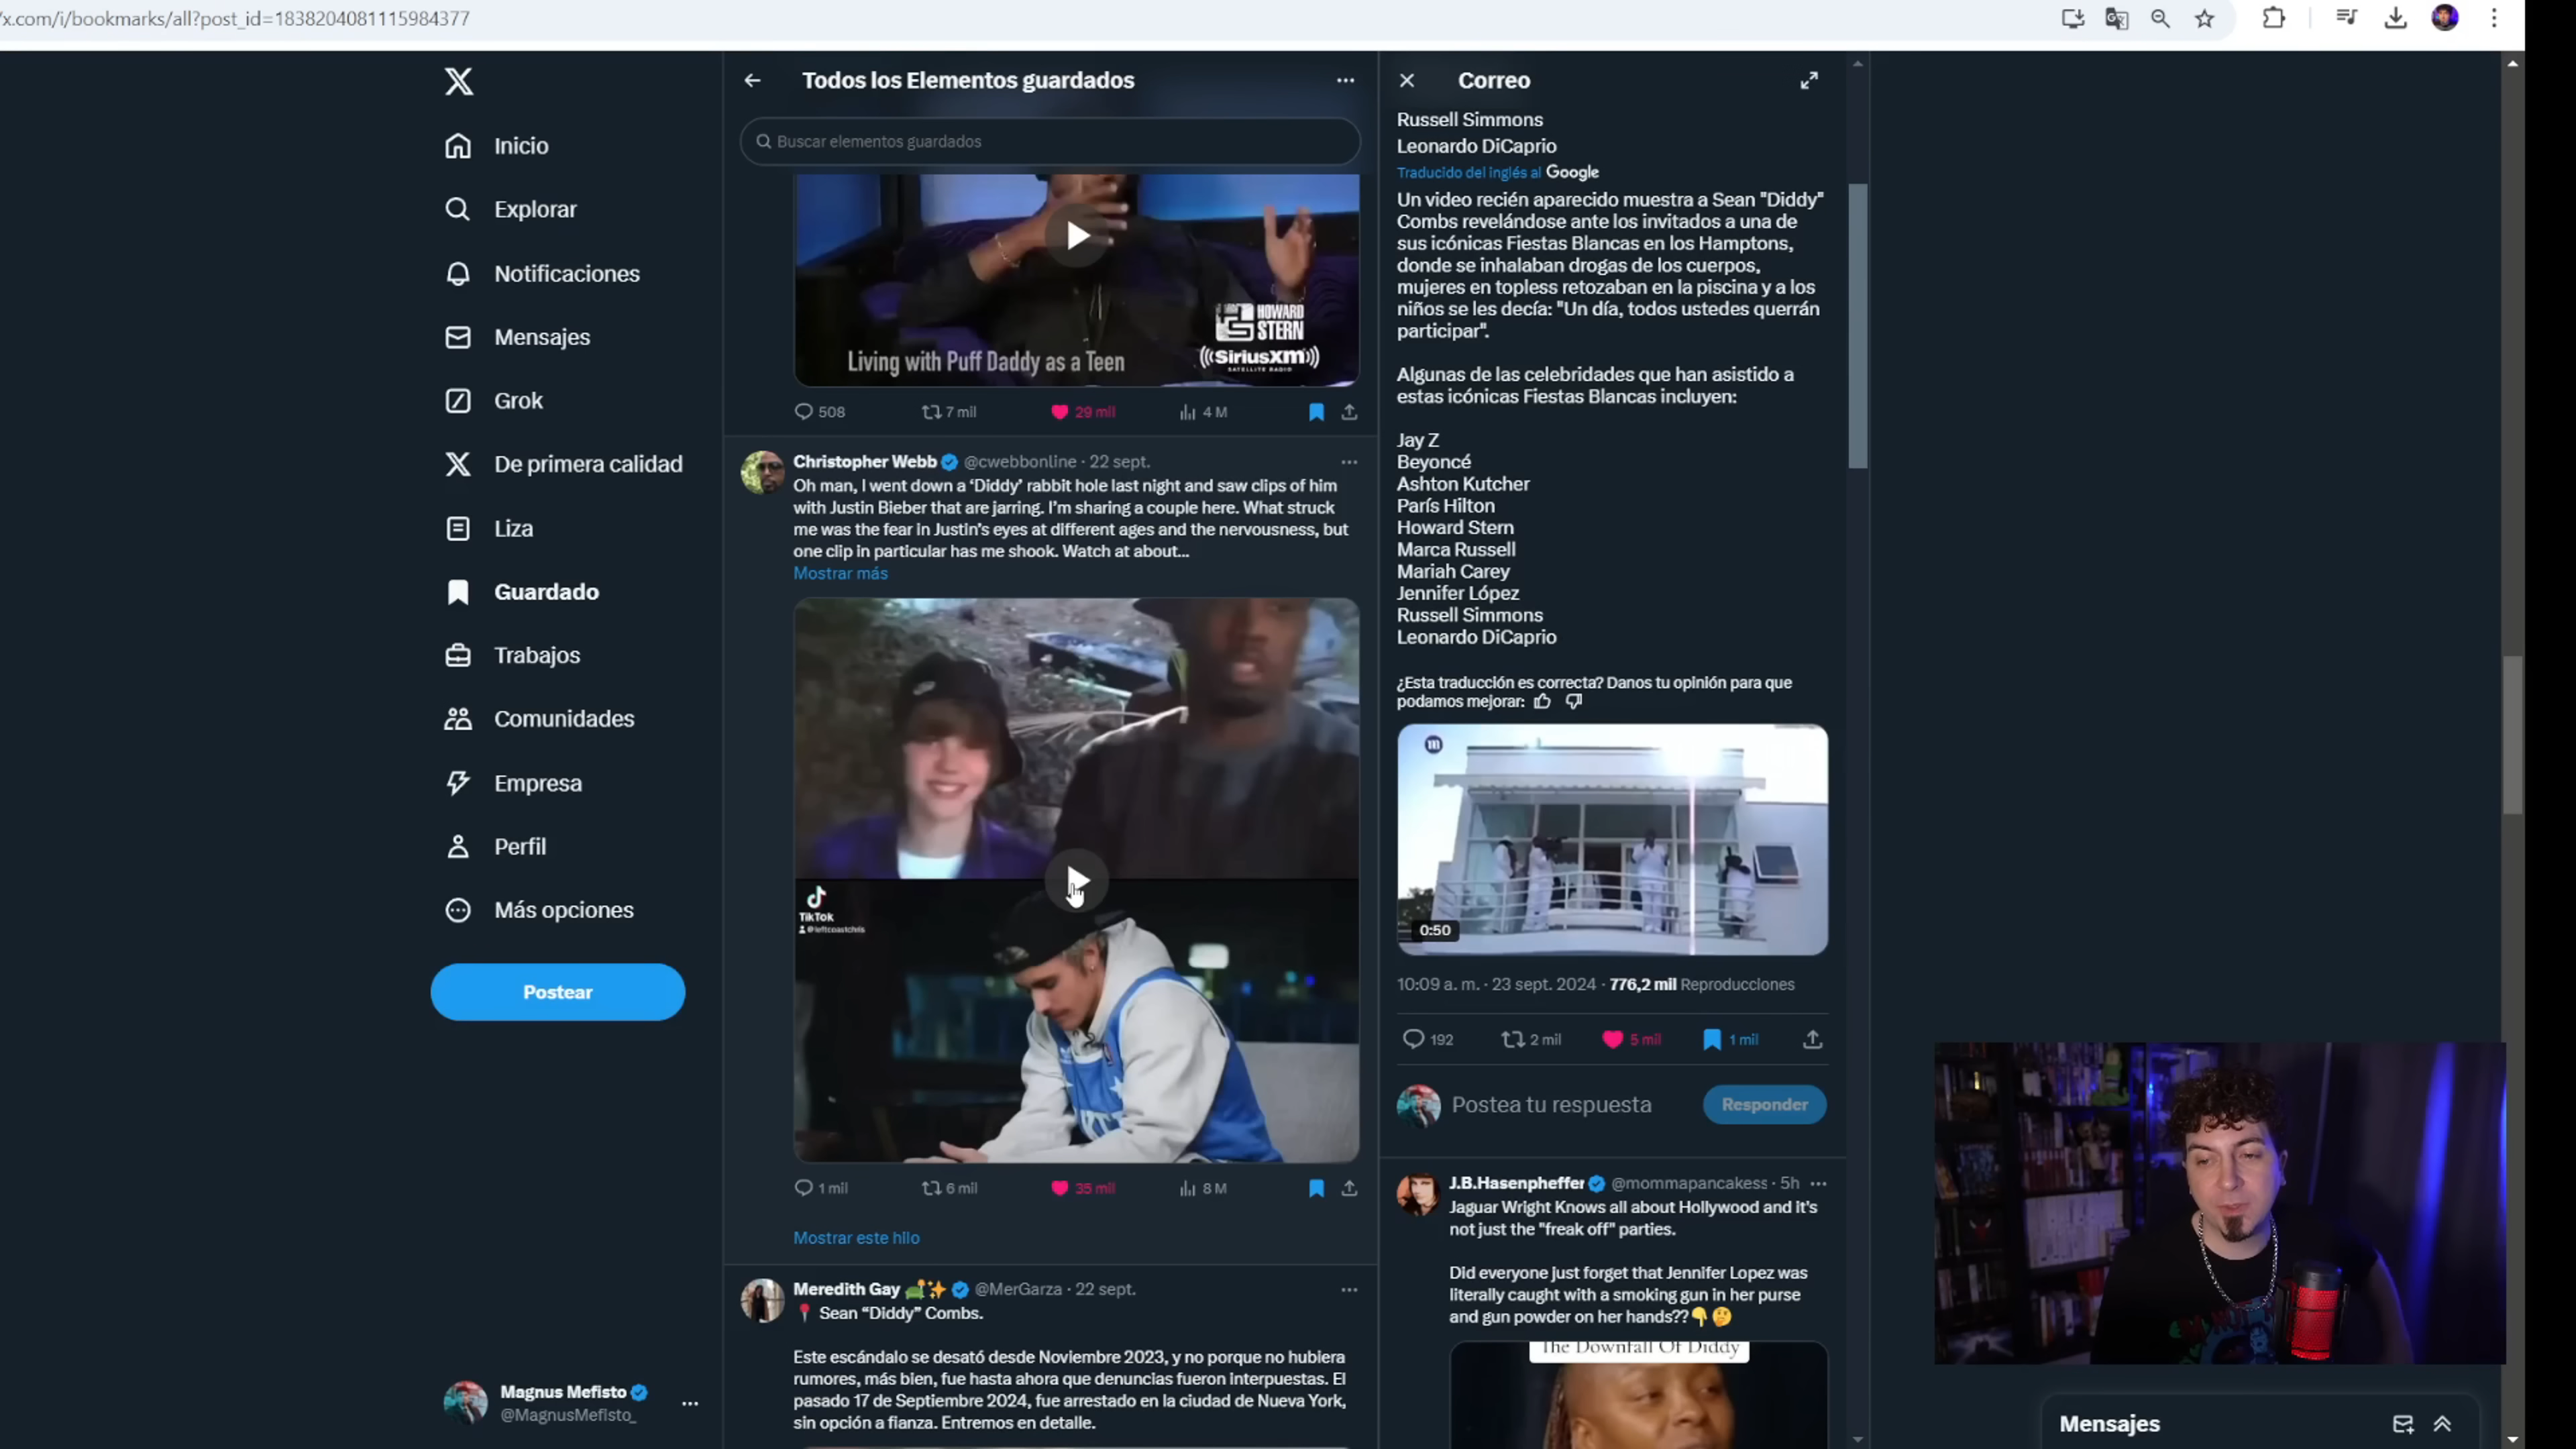 x.com/i/bookmarks/all?post_id=1838204081115984377
Inicio
Explorar
Notificaciones
Mensajes
Grok
De primera calidad
Liza
Guardado
Trabajos
Comunidades
Empresa
Perfil
Más opciones
Postear
Magnus Mefisto
@MagnusMefisto_
Todos los Elementos guardados
Buscar elementos guardados
HOWARD
STERN
((SiriusXM))
SATELLITE RADIO
Living with Puff Daddy as a Teen
508 7 mil 29 mil 4 M
Christopher Webb @cwebbonline · 22 sept.
Oh man, I went down a ‘Diddy’ rabbit hole last night and saw clips of him
with Justin Bieber that are jarring. I’m sharing a couple here. What struck
me was the fear in Justin’s eyes at different ages and the nervousness, but
one clip in particular has me shook. Watch at about...
Mostrar más
TikTok
@leftcoastchris
1 mil 6 mil 35 mil 8 M
Mostrar este hilo
Meredith Gay @MerGarza · 22 sept.
Sean “Diddy” Combs.
Este escándalo se desató desde Noviembre 2023, y no porque no hubiera
rumores, más bien, fue hasta ahora que denuncias fueron interpuestas. El
pasado 17 de Septiembre 2024, fue arrestado en la ciudad de Nueva York,
sin opción a fianza. Entremos en detalle.
Correo
Russell Simmons
Leonardo DiCaprio
Traducido del inglés al Google
Un video recién aparecido muestra a Sean "Diddy"
Combs revelándose ante los invitados a una de
sus icónicas Fiestas Blancas en los Hamptons,
donde se inhalaban drogas de los cuerpos,
mujeres en topless retozaban en la piscina y a los
niños se les decía: "Un día, todos ustedes querrán
participar".
Algunas de las celebridades que han asistido a
estas icónicas Fiestas Blancas incluyen:
Jay Z
Beyoncé
Ashton Kutcher
París Hilton
Howard Stern
Marca Russell
Mariah Carey
Jennifer López
Russell Simmons
Leonardo DiCaprio
¿Esta traducción es correcta? Danos tu opinión para que
podamos mejorar:
m
0:50
10:09 a. m. · 23 sept. 2024 · 776,2 mil Reproducciones
192 2 mil 5 mil 1 mil
Postea tu respuesta
Responder
J.B.Hasenpheffer @mommapancakess · 5h
Jaguar Wright Knows all about Hollywood and it's
not just the "freak off" parties.
Did everyone just forget that Jennifer Lopez was
literally caught with a smoking gun in her purse
and gun powder on her hands??
The Downfall Of Diddy
Mensajes